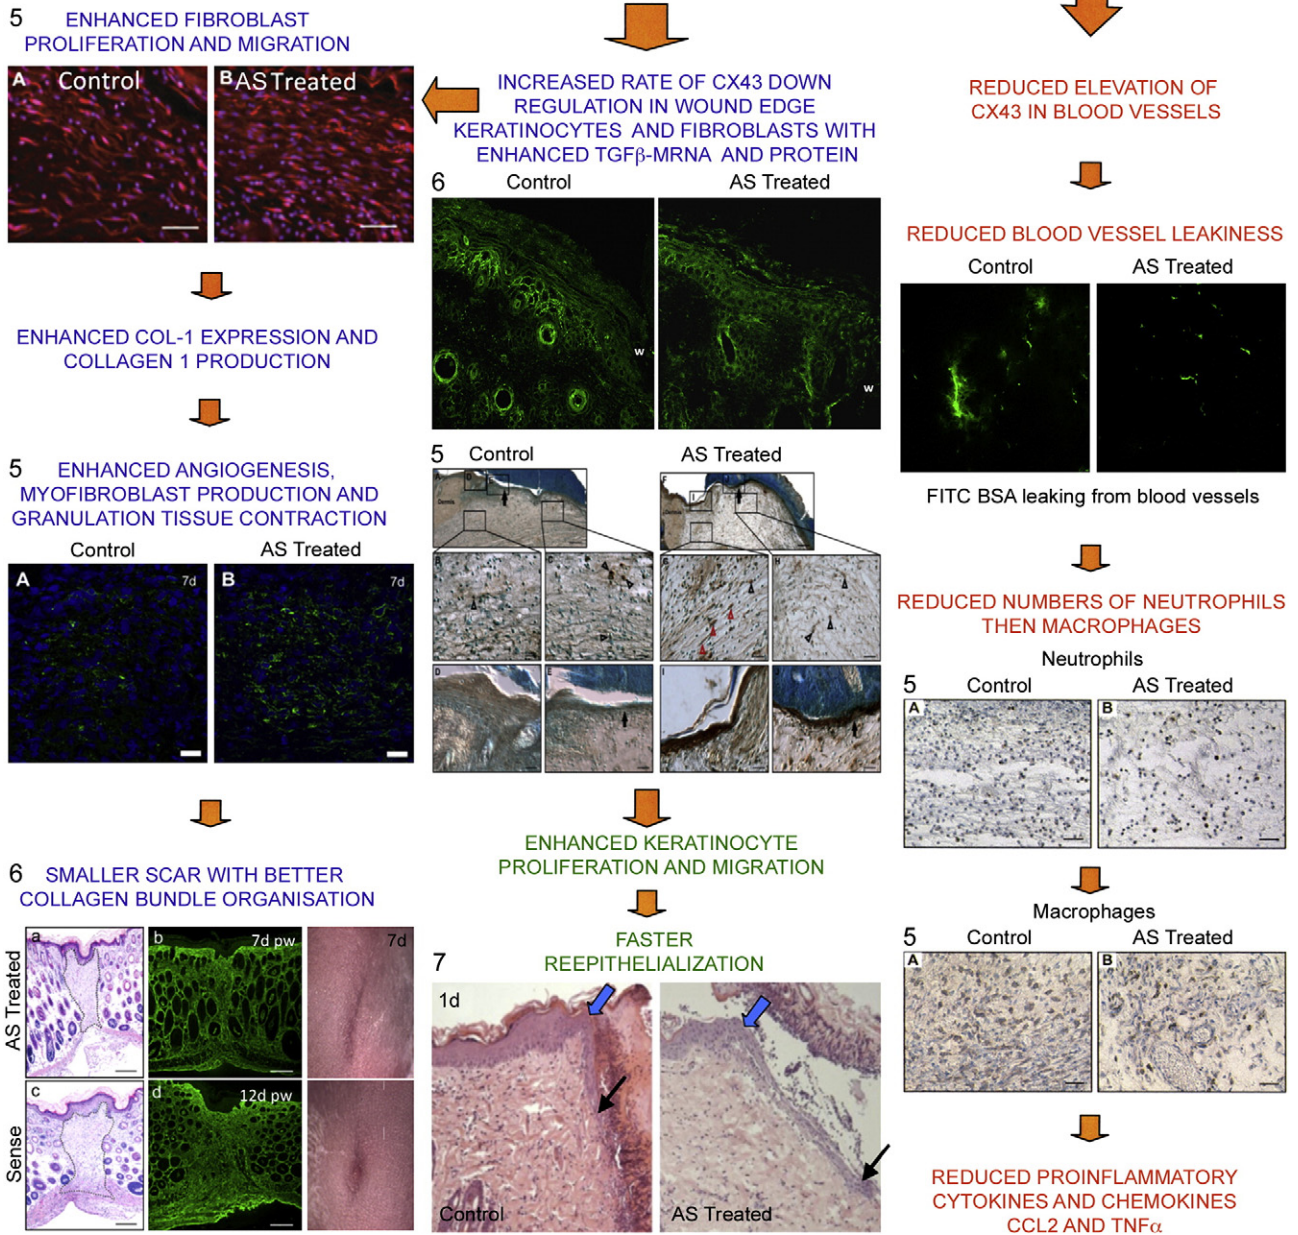 5 ENHANCED FIBROBLAST
PROLIFERATION AND MIGRATION
A Control
B AS Treated
ENHANCED COL-1 EXPRESSION AND
COLLAGEN 1 PRODUCTION
5 ENHANCED ANGIOGENESIS,
MYOFIBROBLAST PRODUCTION AND
GRANULATION TISSUE CONTRACTION
Control AS Treated
A 7d
B 7d
6 SMALLER SCAR WITH BETTER
COLLAGEN BUNDLE ORGANISATION
AS Treated
a
b 7d pw
7d
Sense
c
d 12d pw
INCREASED RATE OF CX43 DOWN
REGULATION IN WOUND EDGE
KERATINOCYTES AND FIBROBLASTS WITH
ENHANCED TGFβ-MRNA AND PROTEIN
6 Control AS Treated
w
w
5 Control AS Treated
A D
Dermis
F I
B C G H
D E I
ENHANCED KERATINOCYTE
PROLIFERATION AND MIGRATION
FASTER
REEPITHELIALIZATION
7
1d
Control
AS Treated
REDUCED ELEVATION OF
CX43 IN BLOOD VESSELS
REDUCED BLOOD VESSEL LEAKINESS
Control AS Treated
FITC BSA leaking from blood vessels
REDUCED NUMBERS OF NEUTROPHILS
THEN MACROPHAGES
Neutrophils
5 Control AS Treated
A B
Macrophages
5 Control AS Treated
A B
REDUCED PROINFLAMMATORY
CYTOKINES AND CHEMOKINES
CCL2 AND TNFα